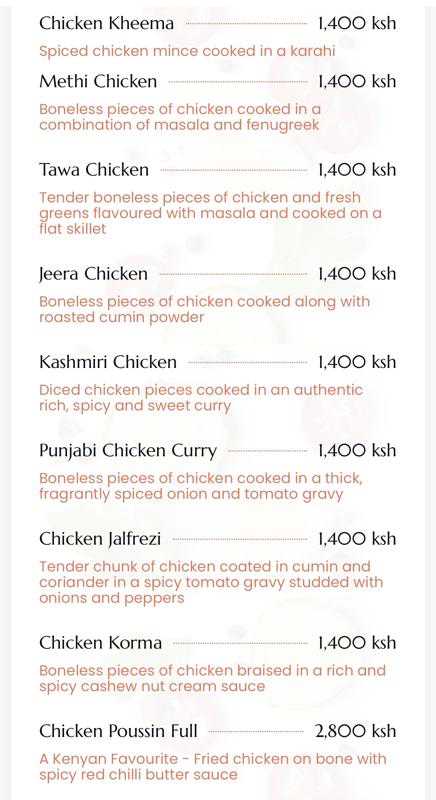 Chicken Kheema 1,400 ksh
Spiced chicken mince cooked in a karahi
Methi Chicken 1,400 ksh
Boneless pieces of chicken cooked in a
combination of masala and fenugreek
Tawa Chicken 1,400 ksh
Tender boneless pieces of chicken and fresh
greens flavoured with masala and cooked on a
flat skillet
Jeera Chicken 1,400 ksh
Boneless pieces of chicken cooked along with
roasted cumin powder
Kashmiri Chicken 1,400 ksh
Diced chicken pieces cooked in an authentic
rich, spicy and sweet curry
Punjabi Chicken Curry 1,400 ksh
Boneless pieces of chicken cooked in a thick,
fragrantly spiced onion and tomato gravy
Chicken Jalfrezi 1,400 ksh
Tender chunk of chicken coated in cumin and
coriander in a spicy tomato gravy studded with
onions and peppers
Chicken Korma 1,400 ksh
Boneless pieces of chicken braised in a rich and
spicy cashew nut cream sauce
Chicken Poussin Full 2,800 ksh
A Kenyan Favourite - Fried chicken on bone with
spicy red chilli butter sauce